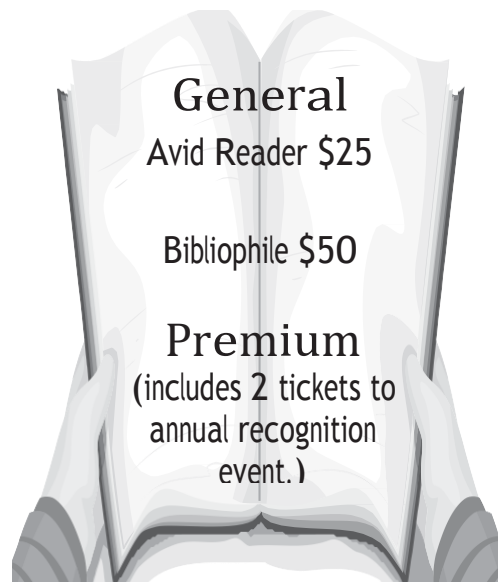 General
Avid Reader $25
Bibliophile $50
Premium
(includes 2 tickets to
annual recognition
event.)